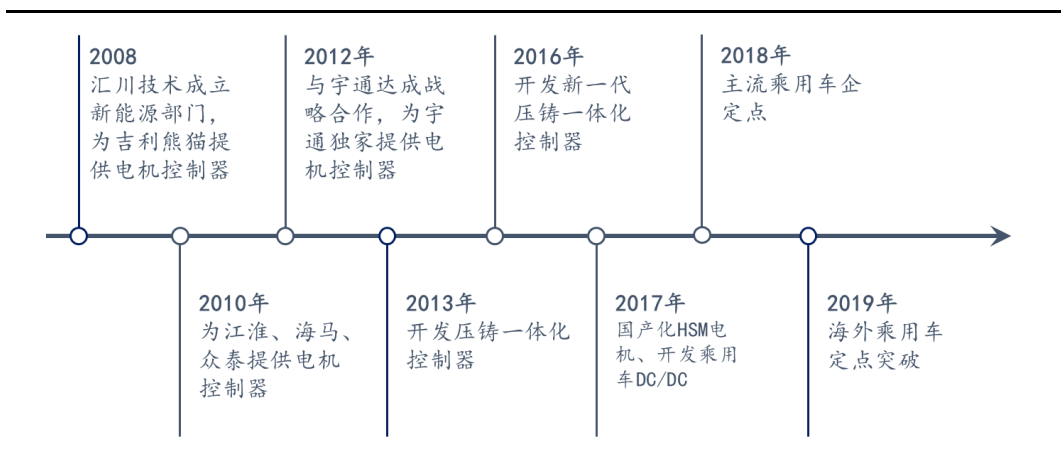 2008
汇川技术成立
新能源部门，
为吉利熊猫提
供电机控制器
2012年
与宇通达成战
略合作，为宇
通独家提供电
机控制器
2016年
开发新一代
压铸一体化
控制器
2018年
主流乘用车企
定点
2010年
为江淮、海马、
众泰提供电机
控制器
2013年
开发压铸一体化
控制器
2017年
国产化HSM电
机、开发乘用
车DC/DC
2019年
海外乘用车
定点突破